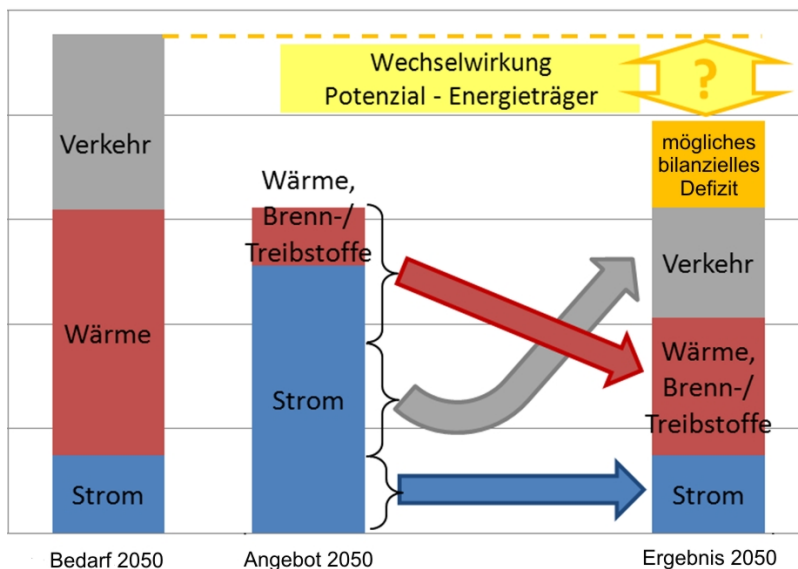 Wechselwirkung
Potenzial - Energieträger
?
Verkehr
Wärme
Strom
Bedarf 2050
Wärme,
Brenn-/
Treibstoffe
Strom
Angebot 2050
mögliches
bilanzielles
Defizit
Verkehr
Wärme,
Brenn-/
Treibstoffe
Strom
Ergebnis 2050